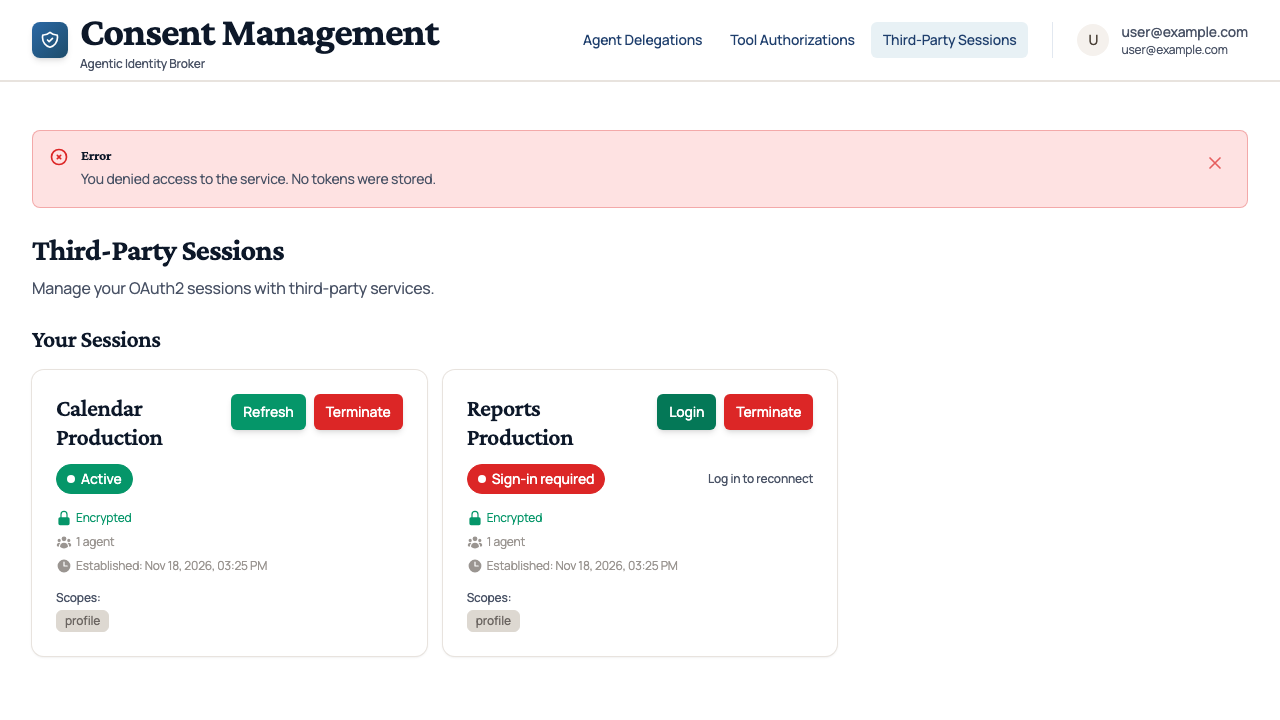 Consent Management
Agentic Identity Broker
Agent Delegations
Tool Authorizations
Third-Party Sessions
U
user@example.com
user@example.com
Error
You denied access to the service. No tokens were stored.
Third-Party Sessions
Manage your OAuth2 sessions with third-party services.
Your Sessions
Calendar
Production
Refresh
Terminate
Active
Encrypted
1 agent
Established: Nov 18, 2026, 03:25 PM
Scopes:
profile
Reports
Production
Login
Terminate
Sign-in required
Log in to reconnect
Encrypted
1 agent
Established: Nov 18, 2026, 03:25 PM
Scopes:
profile